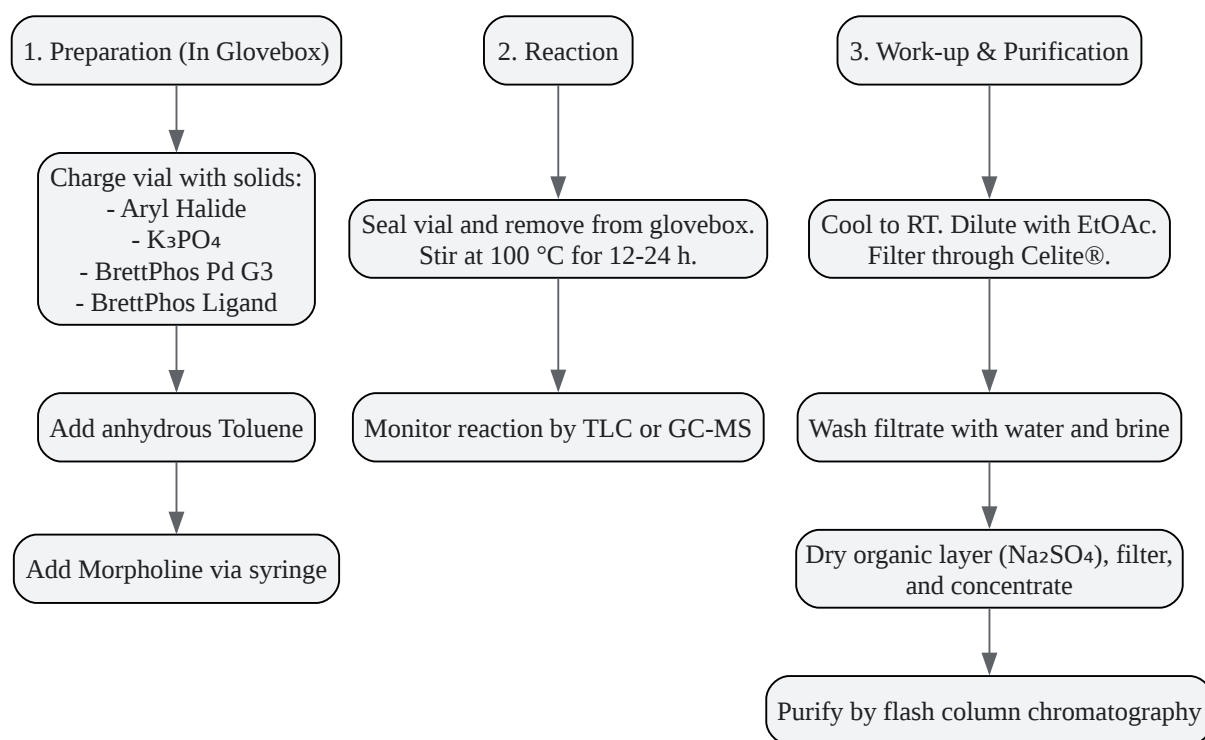 1. Preparation (In Glovebox)
Charge vial with solids:
- Aryl Halide
- K₃PO₄
- BrettPhos Pd G3
- BrettPhos Ligand
Add anhydrous Toluene
Add Morpholine via syringe
2. Reaction
Seal vial and remove from glovebox.
Stir at 100 °C for 12-24 h.
Monitor reaction by TLC or GC-MS
3. Work-up & Purification
Cool to RT. Dilute with EtOAc.
Filter through Celite®.
Wash filtrate with water and brine
Dry organic layer (Na₂SO₄), filter,
and concentrate
Purify by flash column chromatography